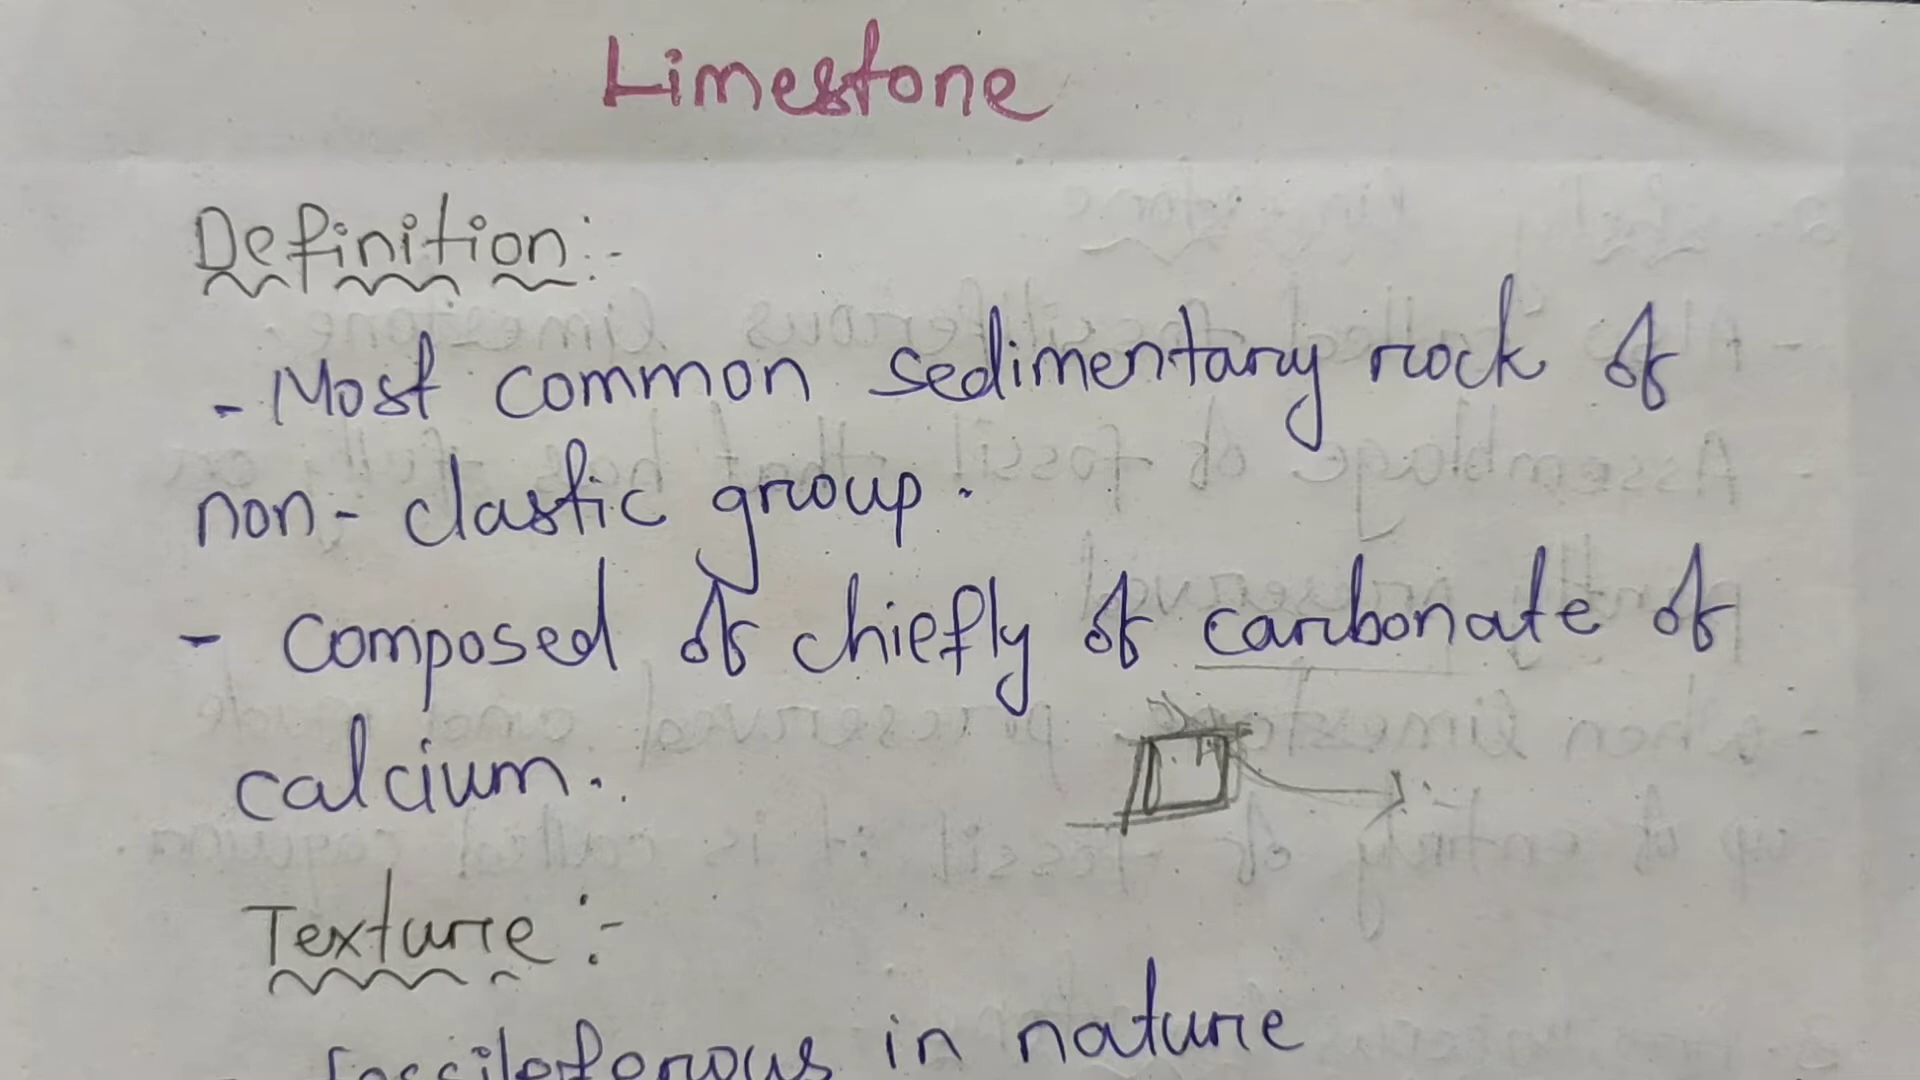 Limestone
Definition:-
- Most common sedimentary rock of
non-clastic group.
- Composed of chiefly of carbonate of
calcium.
Texture :-
- fossileferous in nature